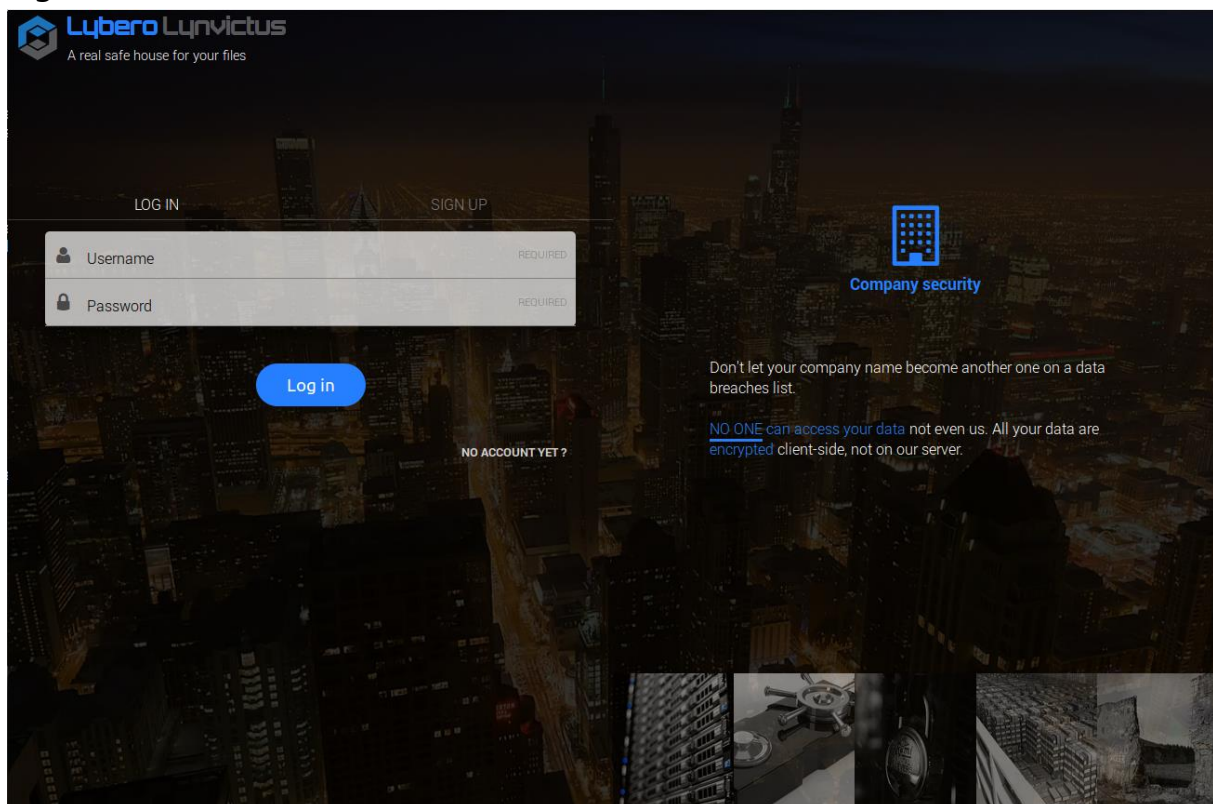 Lybero Lynvictus
A real safe house for your files
LOG IN
SIGN UP
Username
REQUIRED
Password
REQUIRED
Log in
NO ACCOUNT YET ?
Company security
Don't let your company name become another one on a data
breaches list.
NO ONE can access your data not even us. All your data are
encrypted client-side, not on our server.